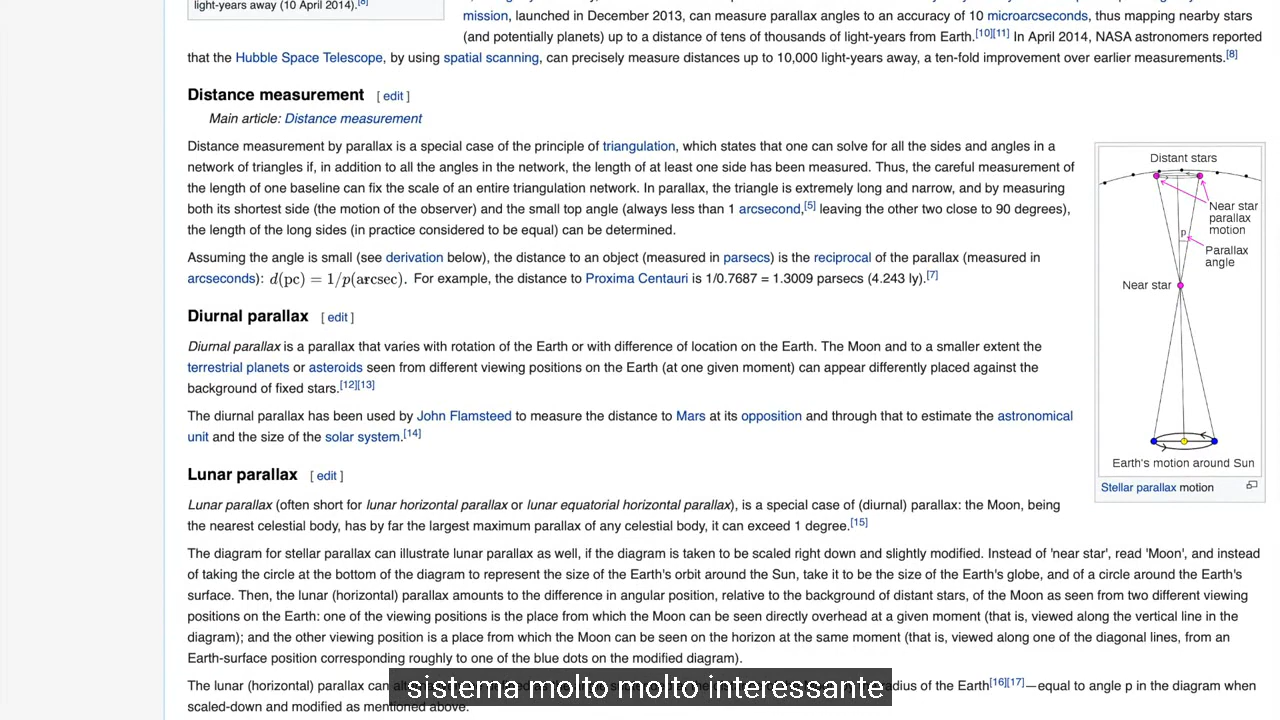 light-years away (10 April 2014).[8]
mission, launched in December 2013, can measure parallax angles to an accuracy of 10 microarcseconds, thus mapping nearby stars
(and potentially planets) up to a distance of tens of thousands of light-years from Earth.[10][11] In April 2014, NASA astronomers reported
that the Hubble Space Telescope, by using spatial scanning, can precisely measure distances up to 10,000 light-years away, a ten-fold improvement over earlier measurements.[8]
Distance measurement [ edit ]
Main article: Distance measurement
Distance measurement by parallax is a special case of the principle of triangulation, which states that one can solve for all the sides and angles in a
network of triangles if, in addition to all the angles in the network, the length of at least one side has been measured. Thus, the careful measurement of
the length of one baseline can fix the scale of an entire triangulation network. In parallax, the triangle is extremely long and narrow, and by measuring
both its shortest side (the motion of the observer) and the small top angle (always less than 1 arcsecond,[5] leaving the other two close to 90 degrees),
the length of the long sides (in practice considered to be equal) can be determined.
Assuming the angle is small (see derivation below), the distance to an object (measured in parsecs) is the reciprocal of the parallax (measured in
arcseconds): d(pc) = 1/p(arcsec). For example, the distance to Proxima Centauri is 1/0.7687 = 1.3009 parsecs (4.243 ly).[7]
Diurnal parallax [ edit ]
Diurnal parallax is a parallax that varies with rotation of the Earth or with difference of location on the Earth. The Moon and to a smaller extent the
terrestrial planets or asteroids seen from different viewing positions on the Earth (at one given moment) can appear differently placed against the
background of fixed stars.[12][13]
The diurnal parallax has been used by John Flamsteed to measure the distance to Mars at its opposition and through that to estimate the astronomical
unit and the size of the solar system.[14]
Distant stars
Near star
parallax
motion
p
Parallax
angle
Near star
Earth's motion around Sun
Stellar parallax motion
Lunar parallax [ edit ]
Lunar parallax (often short for lunar horizontal parallax or lunar equatorial horizontal parallax), is a special case of (diurnal) parallax: the Moon, being
the nearest celestial body, has by far the largest maximum parallax of any celestial body, it can exceed 1 degree.[15]
The diagram for stellar parallax can illustrate lunar parallax as well, if the diagram is taken to be scaled right down and slightly modified. Instead of 'near star', read 'Moon', and instead
of taking the circle at the bottom of the diagram to represent the size of the Earth's orbit around the Sun, take it to be the size of the Earth's globe, and of a circle around the Earth's
surface. Then, the lunar (horizontal) parallax amounts to the difference in angular position, relative to the background of distant stars, of the Moon as seen from two different viewing
positions on the Earth: one of the viewing positions is the place from which the Moon can be seen directly overhead at a given moment (that is, viewed along the vertical line in the
diagram); and the other viewing position is a place from which the Moon can be seen on the horizon at the same moment (that is, viewed along one of the diagonal lines, from an
Earth-surface position corresponding roughly to one of the blue dots on the modified diagram).
The lunar (horizontal) parallax can radius of the Earth[16][17]—equal to angle p in the diagram when
scaled-down and modified as mentioned above.
sistema molto molto interessante